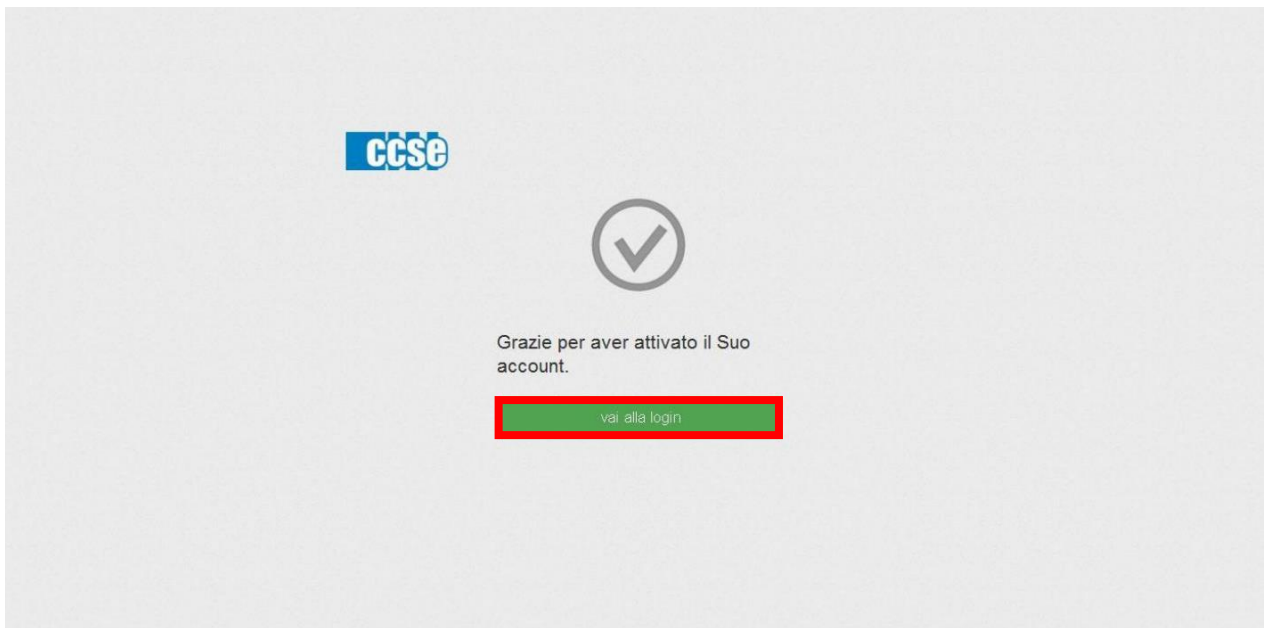 ccse
Grazie per aver attivato il Suo
account.
vai alla login